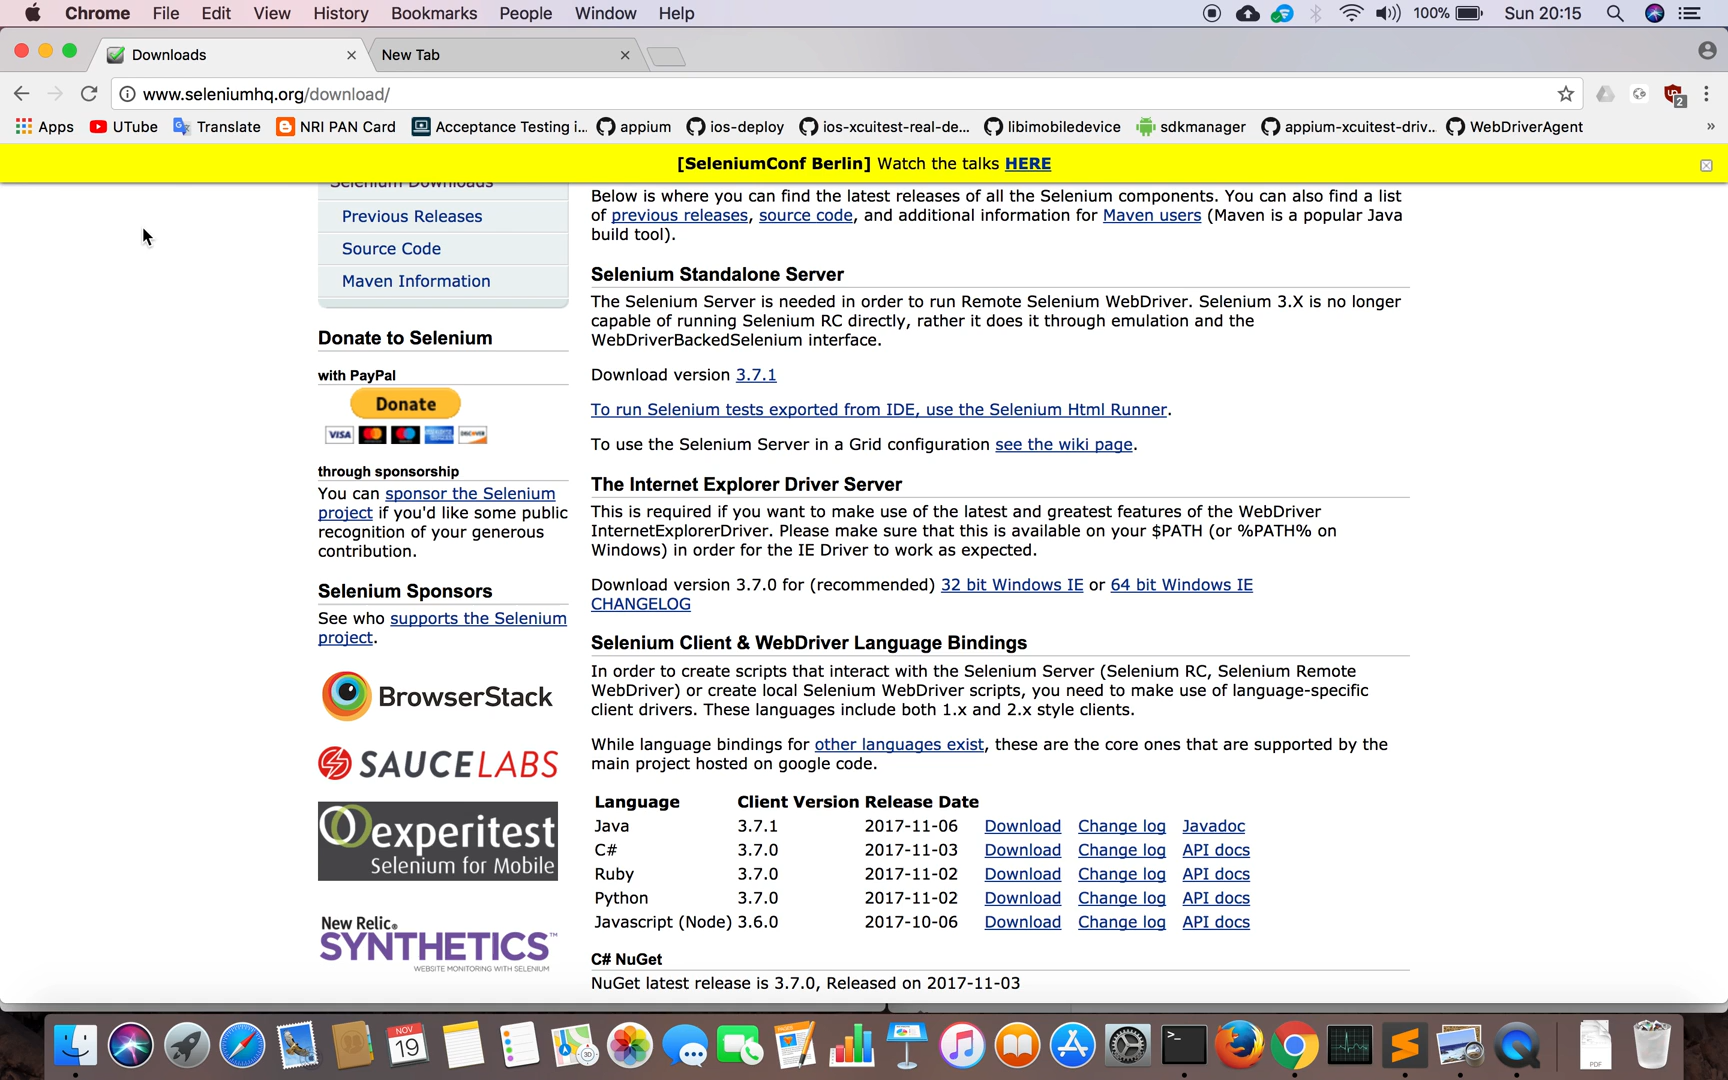 Chrome File Edit View History Bookmarks People Window Help 100% Sun 20:15
Downloads New Tab
www.seleniumhq.org/download/ 2
Apps UTube Translate NRI PAN Card Acceptance Testing i... appium ios-deploy ios-xcuitest-real-de... libimobiledevice sdkmanager appium-xcuitest-driv... WebDriverAgent »
[SeleniumConf Berlin] Watch the talks HERE
Selenium Downloads
Previous Releases
Source Code
Maven Information
Donate to Selenium
with PayPal
Donate
VISA
DISCOVER
through sponsorship
You can sponsor the Selenium
project if you'd like some public
recognition of your generous
contribution.
Selenium Sponsors
See who supports the Selenium
project.
BrowserStack
SAUCELABS
experitest
Selenium for Mobile
New Relic®
SYNTHETICS™
WEBSITE MONITORING WITH SELENIUM
Below is where you can find the latest releases of all the Selenium components. You can also find a list
of previous releases, source code, and additional information for Maven users (Maven is a popular Java
build tool).
Selenium Standalone Server
The Selenium Server is needed in order to run Remote Selenium WebDriver. Selenium 3.X is no longer
capable of running Selenium RC directly, rather it does it through emulation and the
WebDriverBackedSelenium interface.
Download version 3.7.1
To run Selenium tests exported from IDE, use the Selenium Html Runner.
To use the Selenium Server in a Grid configuration see the wiki page.
The Internet Explorer Driver Server
This is required if you want to make use of the latest and greatest features of the WebDriver
InternetExplorerDriver. Please make sure that this is available on your $PATH (or %PATH% on
Windows) in order for the IE Driver to work as expected.
Download version 3.7.0 for (recommended) 32 bit Windows IE or 64 bit Windows IE
CHANGELOG
Selenium Client & WebDriver Language Bindings
In order to create scripts that interact with the Selenium Server (Selenium RC, Selenium Remote
WebDriver) or create local Selenium WebDriver scripts, you need to make use of language-specific
client drivers. These languages include both 1.x and 2.x style clients.
While language bindings for other languages exist, these are the core ones that are supported by the
main project hosted on google code.
Language Client Version Release Date
Java 3.7.1 2017-11-06 Download Change log Javadoc
C# 3.7.0 2017-11-03 Download Change log API docs
Ruby 3.7.0 2017-11-02 Download Change log API docs
Python 3.7.0 2017-11-02 Download Change log API docs
Javascript (Node) 3.6.0 2017-10-06 Download Change log API docs
C# NuGet
NuGet latest release is 3.7.0, Released on 2017-11-03
NOV
19
PDF